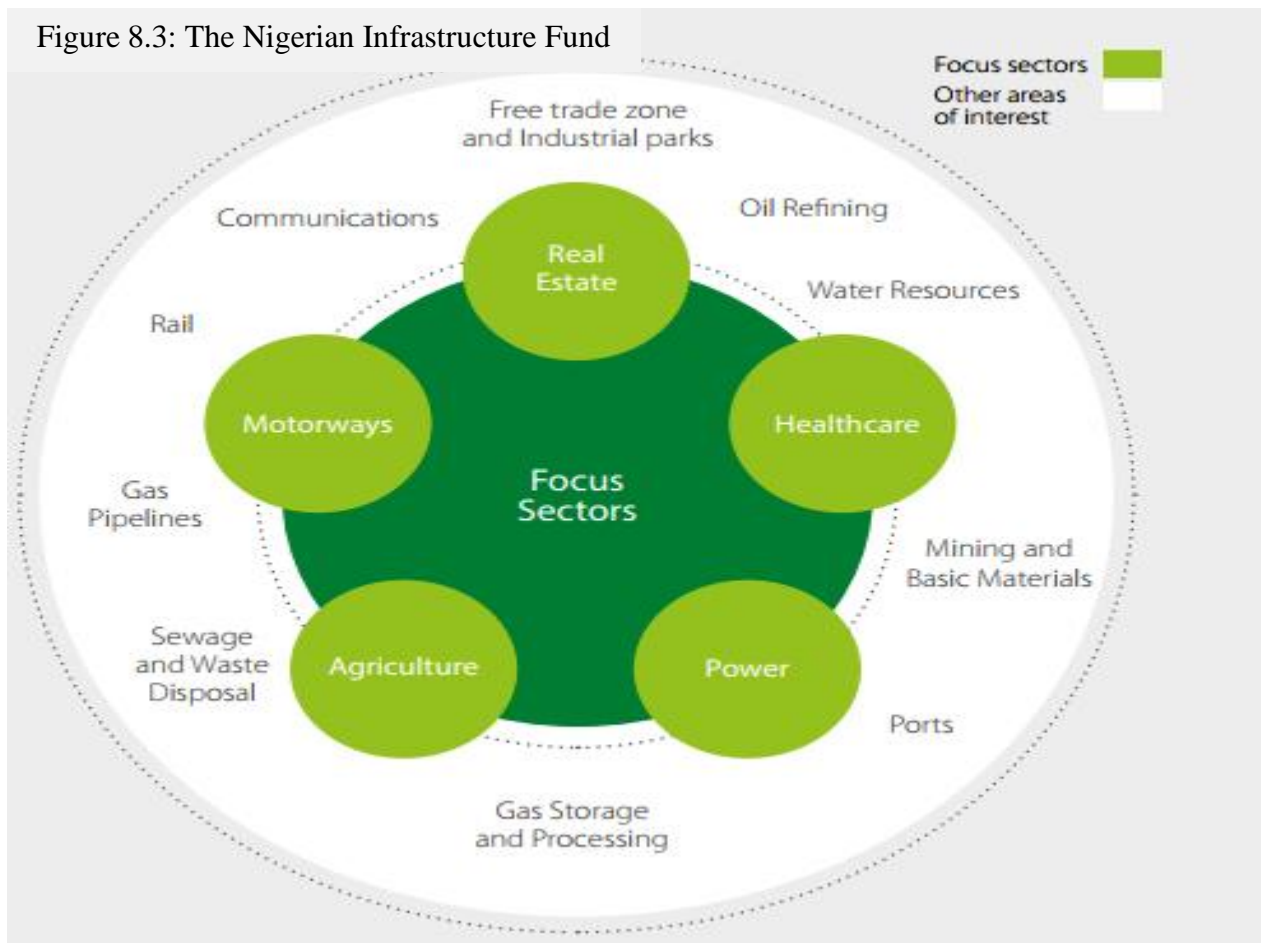 Figure 8.3: The Nigerian Infrastructure Fund
Focus sectors
Other areas
of interest
Free trade zone
and Industrial parks
Communications
Oil Refining
Real
Estate
Water Resources
Rail
Motorways
Healthcare
Focus
Sectors
Gas
Pipelines
Mining and
Basic Materials
Sewage
and Waste
Disposal
Agriculture
Power
Ports
Gas Storage
and Processing